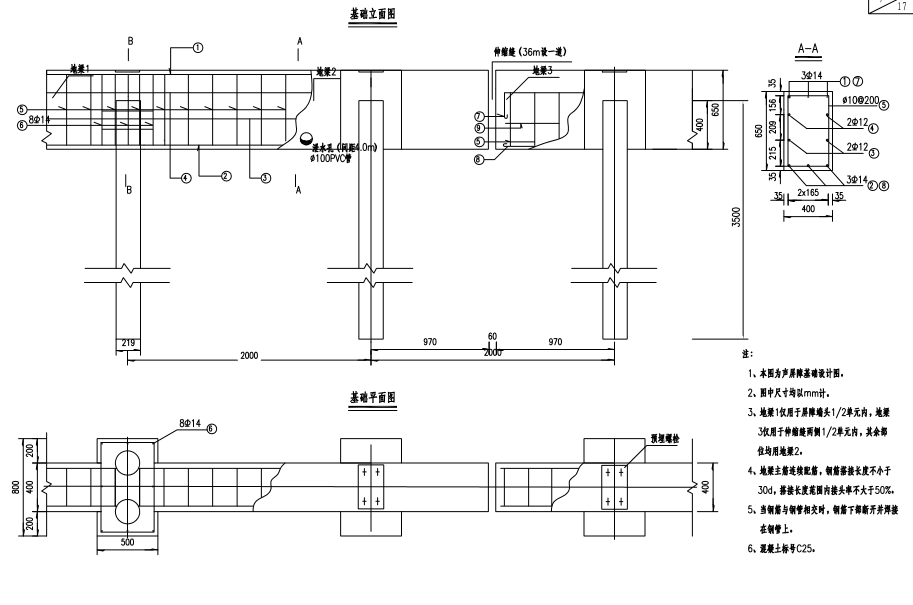 17
基础立面图
B
A
①
伸缩缝（36m设一道）
A-A
地梁1
地梁2
地梁3
3Φ14
①⑦
35
ø10@200
⑤
156
⑤
⑦
2Φ12
④
⑥
8Φ14
⑨
400
650
650
209
泄水孔（间距4.0m）
ø100PVC管
⑤
⑧
2Φ12
③
215
④
②
③
3Φ14
②⑧
B
A
35
35
2x165
35
400
3500
219
970
60
970
2000
2000
注：
1、本图为声屏障基础设计图。
2、图中尺寸均以mm计。
3、地梁1仅用于屏障端头1/2单元内，地梁
3仅用于伸缩缝两侧1/2单元内，其余部
位均用地梁2。
4、地梁主筋连续配筋，钢筋搭接长度不小于
30d，搭接长度范围内接头率不大于50%。
5、当钢筋与钢管相交时，钢筋下部断开并焊接
在钢管上。
6、混凝土标号C25。
基础平面图
8Φ14
⑥
预埋螺栓
200
800
400
400
200
500